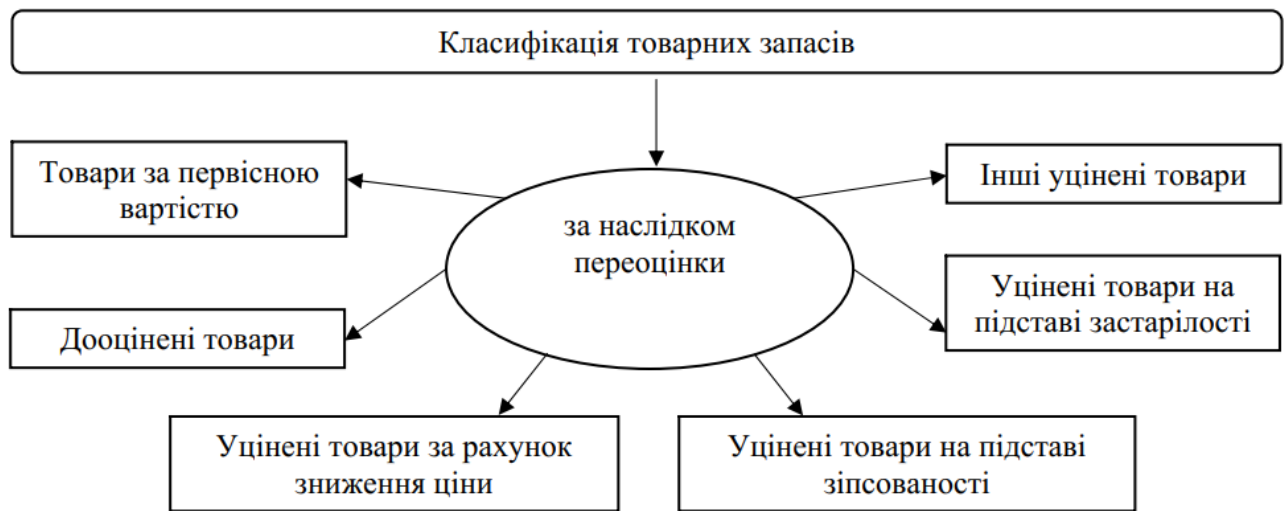 Класифікація товарних запасів
Товари за первісною
вартістю
Інші уцінені товари
за наслідком
переоцінки
Уцінені товари на
підставі застарілості
Дооцінені товари
Уцінені товари за рахунок
зниження ціни
Уцінені товари на підставі
зіпсованості